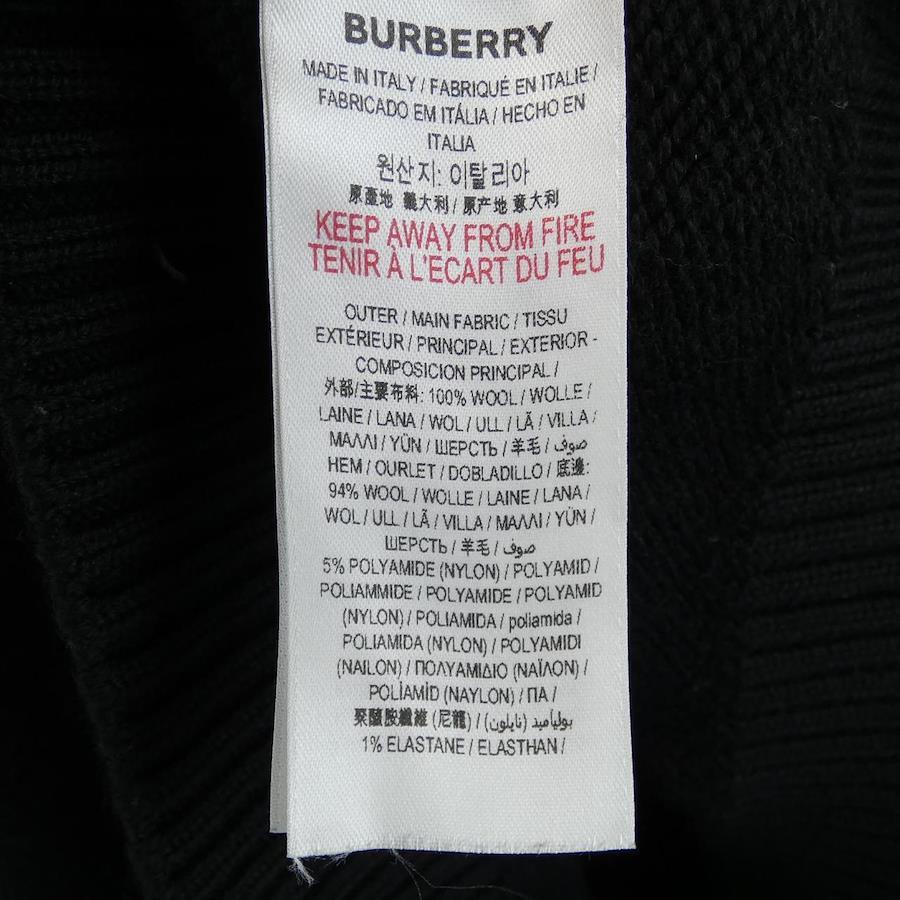 BURBERRY
MADE IN ITALY / FABRIQUÉ EN ITALIE /
FABRICADO EM ITÁLIA / HECHO EN
ITALIA
원산지: 이탈리아
原產地 義大利 / 原产地 意大利
KEEP AWAY FROM FIRE
TENIR À L'ECART DU FEU
OUTER / MAIN FABRIC / TISSU
EXTÉRIEUR / PRINCIPAL / EXTERIOR -
COMPOSICION PRINCIPAL /
外部/主要布料: 100% WOOL / WOLLE /
LAINE / LANA / WOL / ULL / LÃ / VILLA /
ΜΑΛΛΙ / YÜN / ШЕРСТЬ / 羊毛 / صوف /
HEM / OURLET / DOBLADILLO / 底邊:
94% WOOL / WOLLE / LAINE / LANA /
WOL / ULL / LÃ / VILLA / ΜΑΛΛΙ / YÜN /
ШЕРСТЬ / 羊毛 / صوف /
5% POLYAMIDE (NYLON) / POLYAMID /
POLIAMMIDE / POLYAMIDE / POLYAMID
(NYLON) / POLIAMIDA / poliamida /
POLIAMIDA (NYLON) / POLYAMIDI
(NAILON) / ΠΟΛΥΑΜΙΔΙΟ (ΝΑΪΛΟΝ) /
POLİAMİD (NAYLON) / ПА /
聚醯胺纖維 (尼龍) / بولياميد (نايلون) /
1% ELASTANE / ELASTHAN /